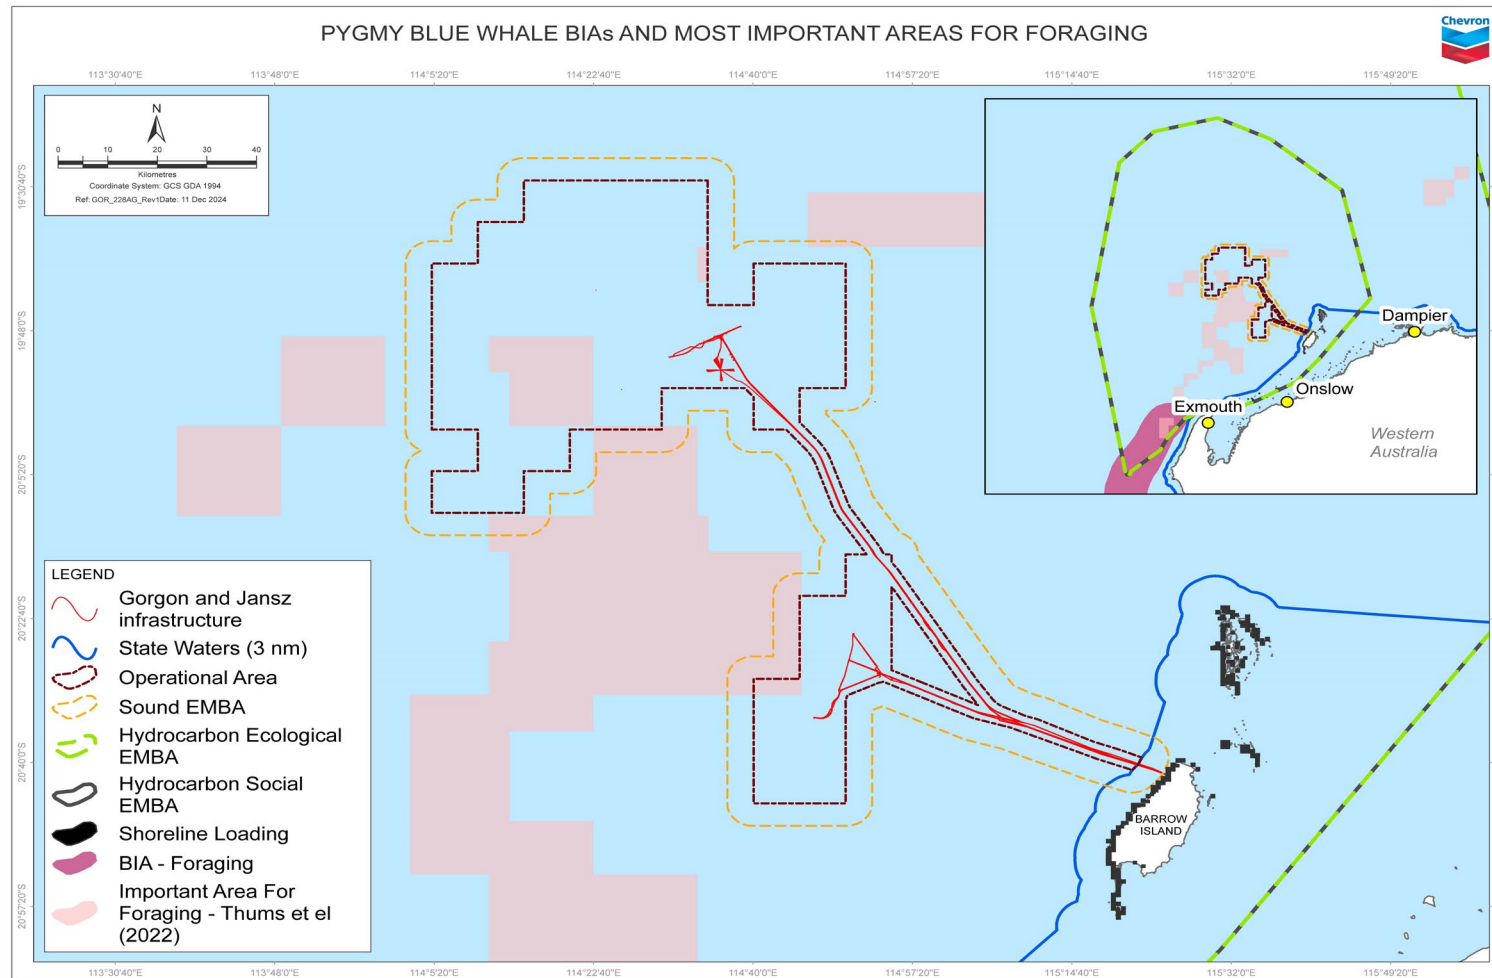 PYGMY BLUE WHALE BIAs AND MOST IMPORTANT AREAS FOR FORAGING
Chevron
113°30'40"E 113°48'0"E 114°5'20"E 114°22'40"E 114°40'0"E 114°57'20"E 115°14'40"E 115°32'0"E 115°49'20"E
N
0 10 20 30 40
Kilometres
Coordinate System: GCS GDA 1994
Ref: GOR_228AG_Rev1Date: 11 Dec 2024
19°30'40"S
19°48'0"S
20°5'20"S
20°22'40"S
20°40'0"S
20°57'20"S
Dampier
Onslow
Exmouth
Western
Australia
BARROW
ISLAND
LEGEND
Gorgon and Jansz
infrastructure
State Waters (3 nm)
Operational Area
Sound EMBA
Hydrocarbon Ecological
EMBA
Hydrocarbon Social
EMBA
Shoreline Loading
BIA - Foraging
Important Area For
Foraging - Thums et el
(2022)
113°30'40"E 113°48'0"E 114°5'20"E 114°22'40"E 114°40'0"E 114°57'20"E 115°14'40"E 115°32'0"E 115°49'20"E